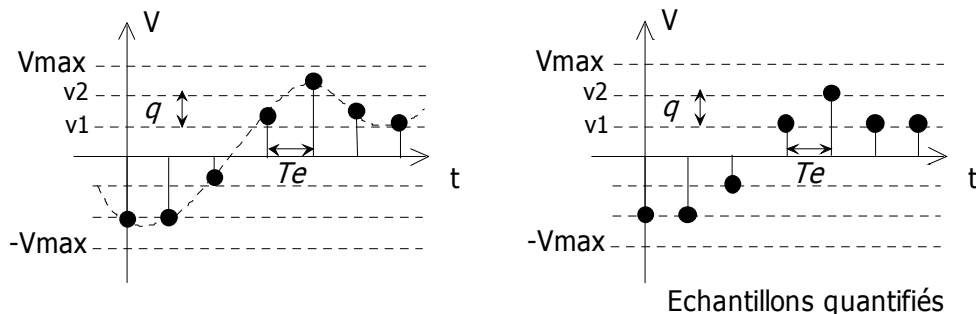 V
Vmax
v2
q
v1
Te
t
-Vmax
V
Vmax
v2
q
v1
Te
t
-Vmax
Echantillons quantifiés